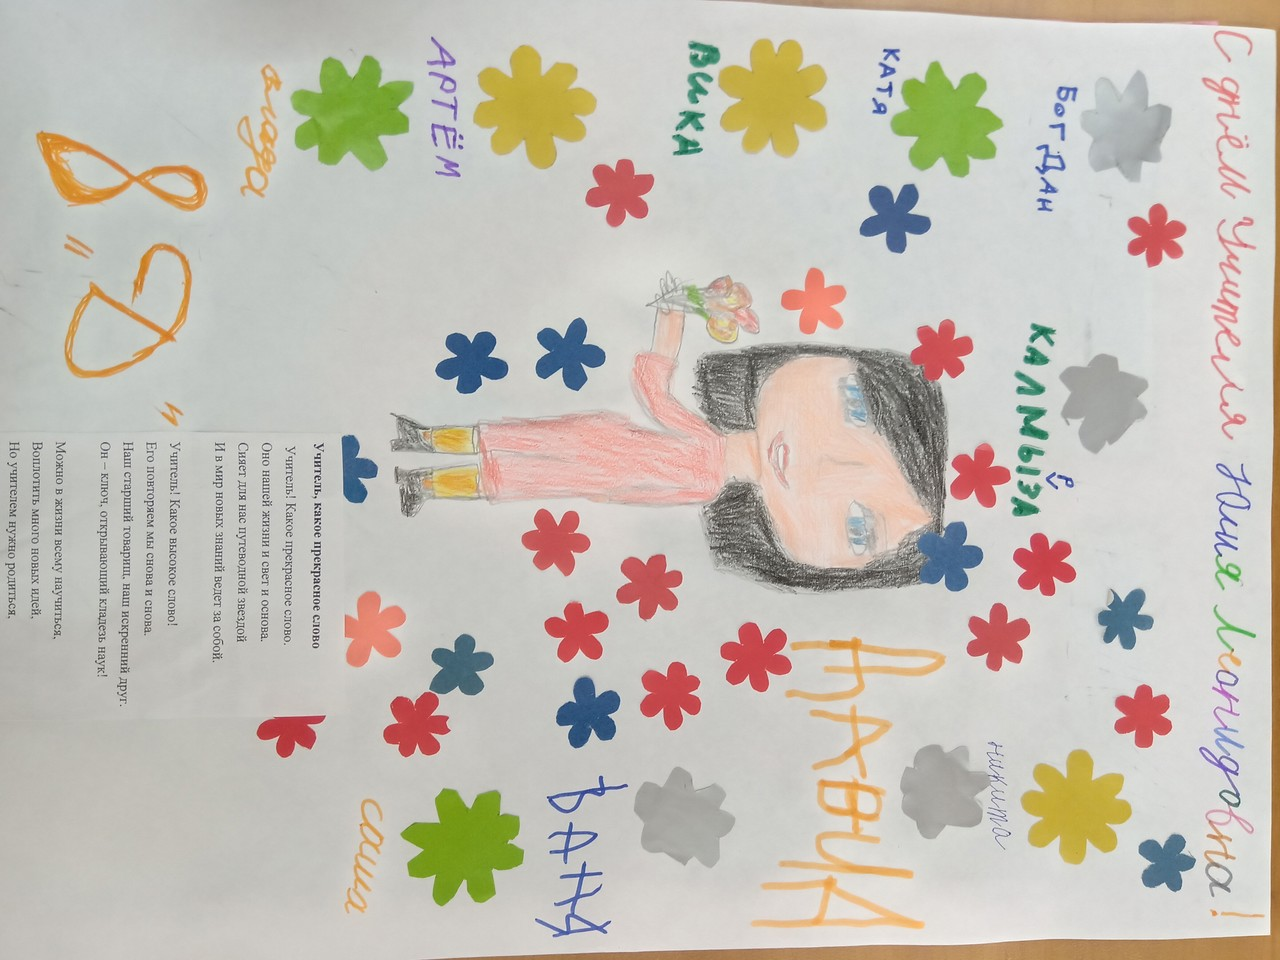 С днём Учителя Юлия Леонидовна!
БОГДАН
КАЛМЫРЗА
никита
КАТЯ
ДАЯНА
ВИКА
ВАНЯ
АРТЁМ
саша
влада
8 "Д"
Учитель, какое прекрасное слово
Учитель! Какое прекрасное слово.
Оно нашей жизни и свет и основа.
Сияет для нас путеводной звездой
И в мир новых знаний ведет за собой.
Учитель! Какое высокое слово!
Его повторяем мы снова и снова.
Наш старший товарищ, наш искренний друг.
Он – ключ, открывающий кладезь наук!
Можно в жизни всему научиться,
Воплотить много новых идей,
Но учителем нужно родиться,